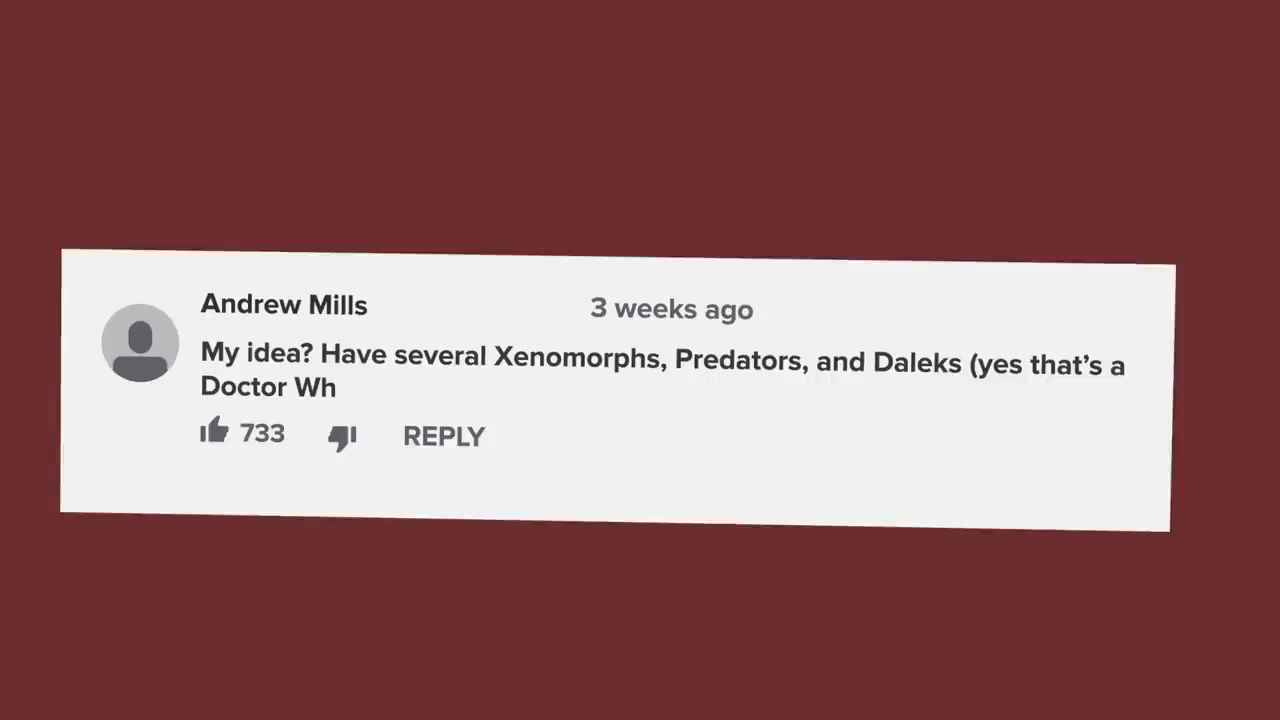 Andrew Mills 3 weeks ago
My idea? Have several Xenomorphs, Predators, and Daleks (yes that’s a
Doctor Wh
733 REPLY